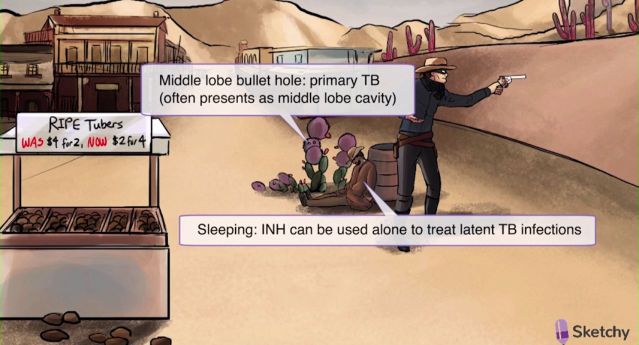 Middle lobe bullet hole: primary TB
(often presents as middle lobe cavity)
RIPE Tubers
WAS $4 for 2, NOW $2 for 4
Sleeping: INH can be used alone to treat latent TB infections
Sketchy